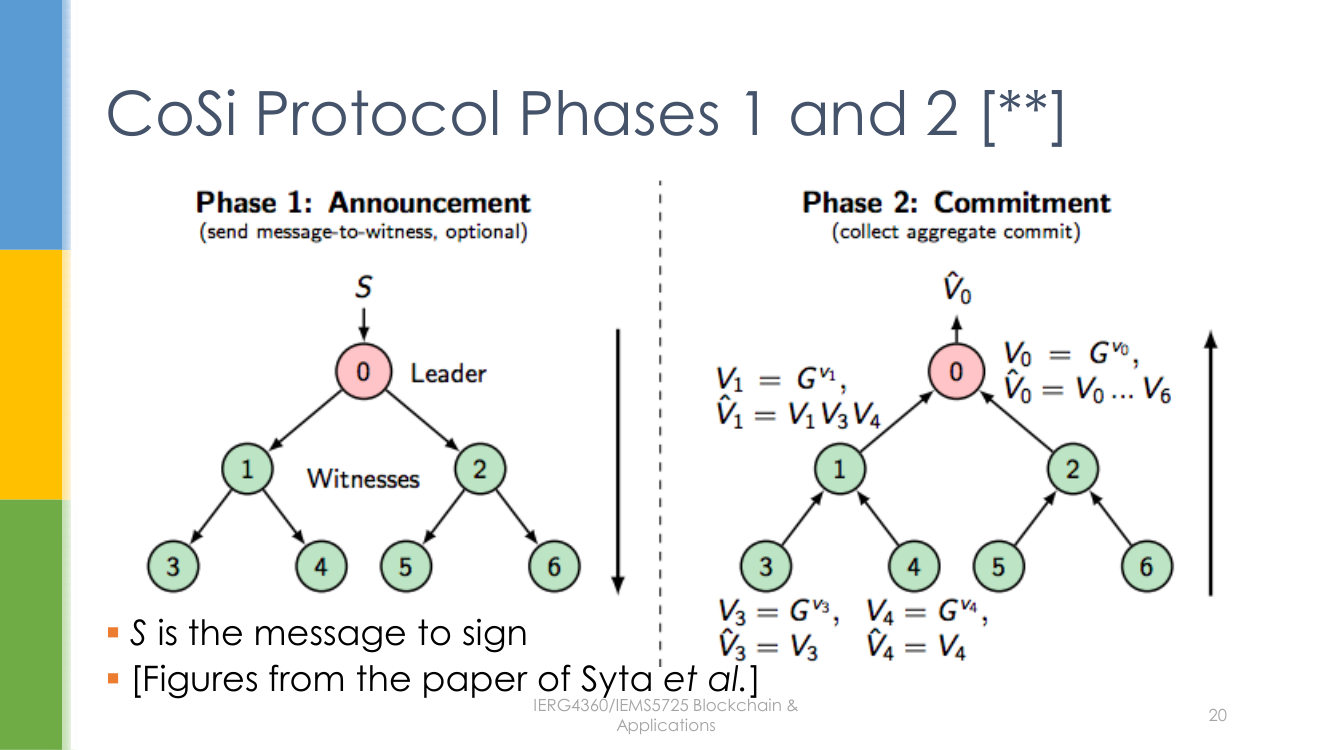 CoSi Protocol Phases 1 and 2 [**]
Phase 1: Announcement
(send message-to-witness, optional)
S
0
Leader
1
Witnesses
2
3
4
5
6
Phase 2: Commitment
(collect aggregate commit)
V̂₀
0
V₀ = G^v₀,
V̂₀ = V₀ ... V₆
V₁ = G^v₁,
V̂₁ = V₁V₃V₄
1
2
3
4
5
6
V₃ = G^v₃,
V̂₃ = V₃
V₄ = G^v₄,
V̂₄ = V₄
▪ S is the message to sign
▪ [Figures from the paper of Syta et al.]
IERG4360/IEMS5725 Blockchain &
Applications
20